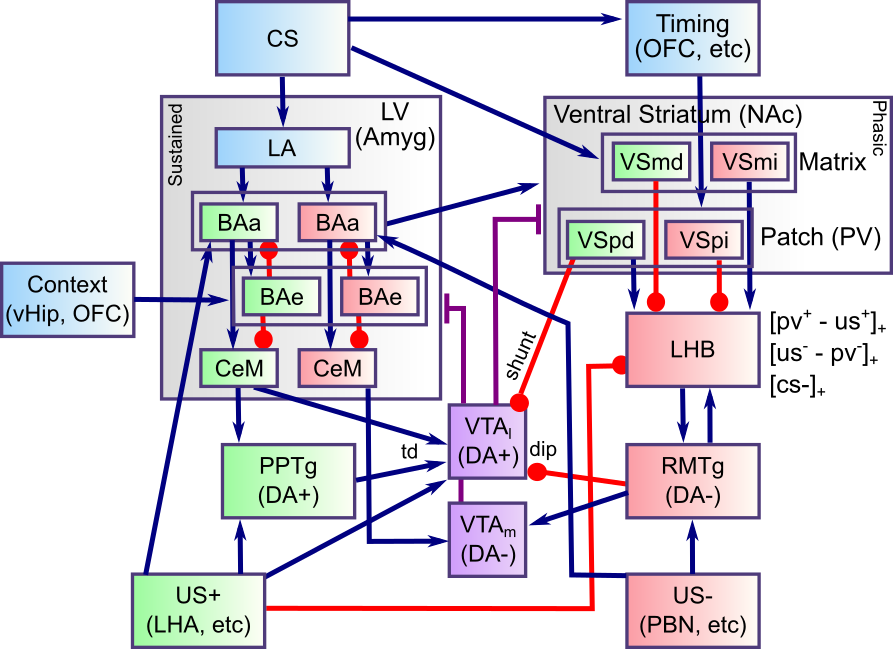 CS
Timing
(OFC, etc)
Sustained
LV
(Amyg)
LA
BAa
BAa
BAe
BAe
CeM
CeM
Ventral Striatum (NAc)
Phasic
VSmd
VSmi
Matrix
VSpd
VSpi
Patch (PV)
Context
(vHip, OFC)
LHB
[pv⁺ - us⁺]₊
[us⁻ - pv⁻]₊
[cs-]₊
shunt
PPTg
(DA+)
td
VTAₗ
(DA+)
dip
RMTg
(DA-)
VTAₘ
(DA-)
US+
(LHA, etc)
US-
(PBN, etc)